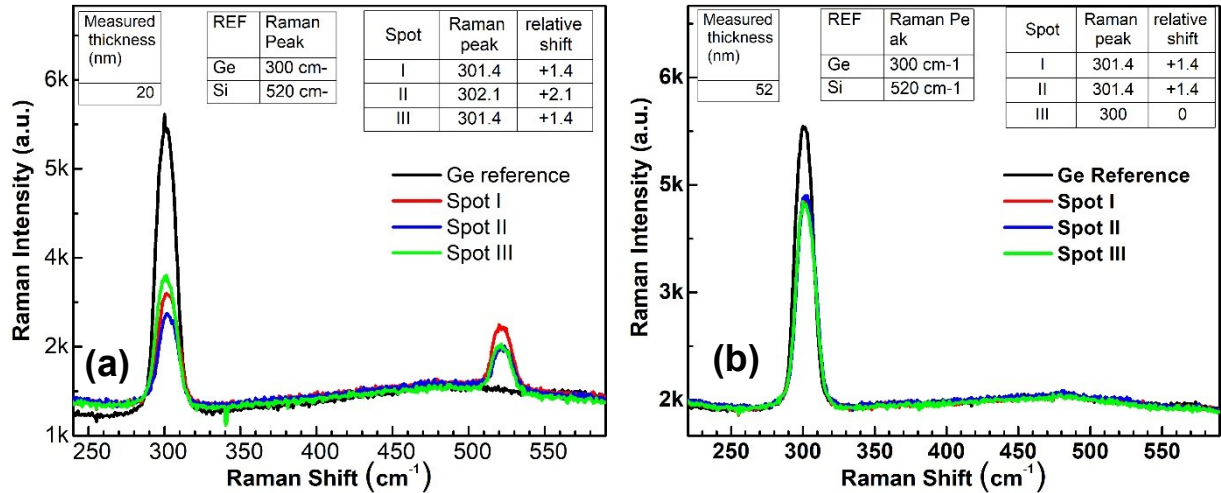 (a)
Measured thickness (nm)
20
REF Raman Peak
Ge 300 cm-
Si 520 cm-
Spot Raman peak relative shift
I 301.4 +1.4
II 302.1 +2.1
III 301.4 +1.4
Ge reference
Spot I
Spot II
Spot III
6k
5k
4k
2k
1k
Raman Intensity (a.u.)
250 300 350 400 450 500 550
Raman Shift (cm-1)
(b)
Measured thickness (nm)
52
REF Raman Pe ak
Ge 300 cm-1
Si 520 cm-1
Spot Raman peak relative shift
I 301.4 +1.4
II 301.4 +1.4
III 300 0
Ge Reference
Spot I
Spot II
Spot III
6k
5k
3k
2k
Raman Intensity (a.u.)
250 300 350 400 450 500 550
Raman Shift (cm-1)